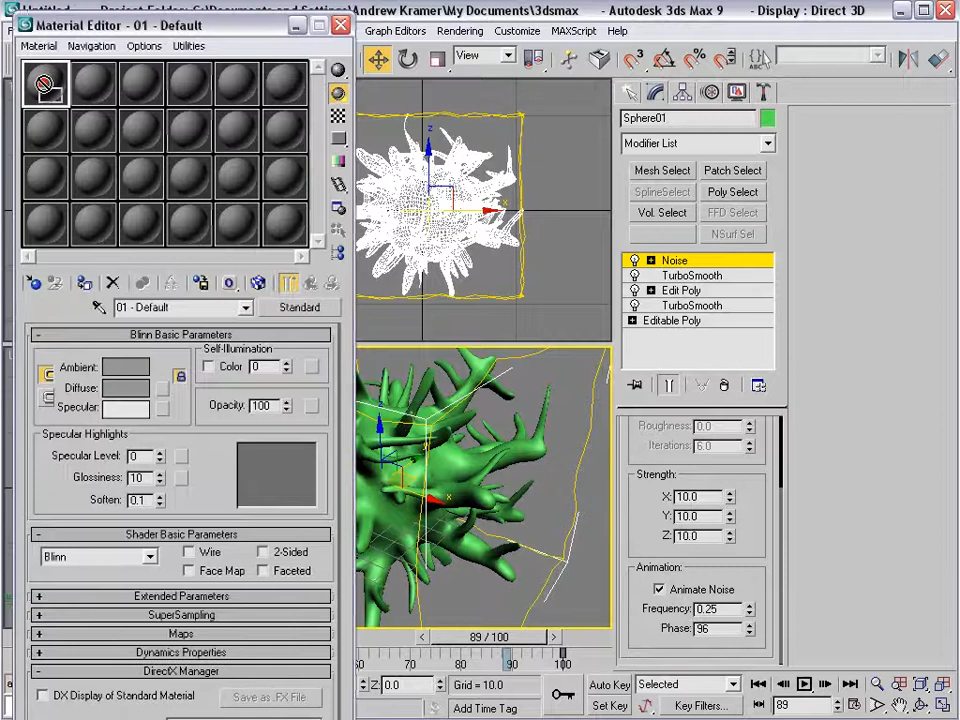 Andrew Kramer\My Documents\3dsmax - Autodesk 3ds Max 9 - Display : Direct 3D
Material Editor - 01 - Default
Material Navigation Options Utilities
Graph Editors Rendering Customize MAXScript Help
View
Sphere01
Modifier List
Mesh Select Patch Select
SplineSelect Poly Select
Vol. Select FFD Select
NSurf Sel
Noise
TurboSmooth
Edit Poly
TurboSmooth
Editable Poly
01 - Default Standard
Blinn Basic Parameters
Self-Illumination
Ambient: Color 0
Diffuse:
Specular: Opacity: 100
Specular Highlights
Specular Level: 0
Glossiness: 10
Soften: 0.1
Shader Basic Parameters
Blinn Wire 2-Sided
Face Map Faceted
Extended Parameters
SuperSampling
Maps
Dynamics Properties
DirectX Manager
DX Display of Standard Material Save as .FX File
Roughness: 0.0
Iterations: 6.0
Strength:
X: 10.0
Y: 10.0
Z: 10.0
Animation:
Animate Noise
Frequency: 0.25
Phase: 96
z
x
z
x
89 / 100
60 70 80 90 100
Z: 0.0 Grid = 10.0
Add Time Tag
Auto Key Selected
Set Key Key Filters...
89